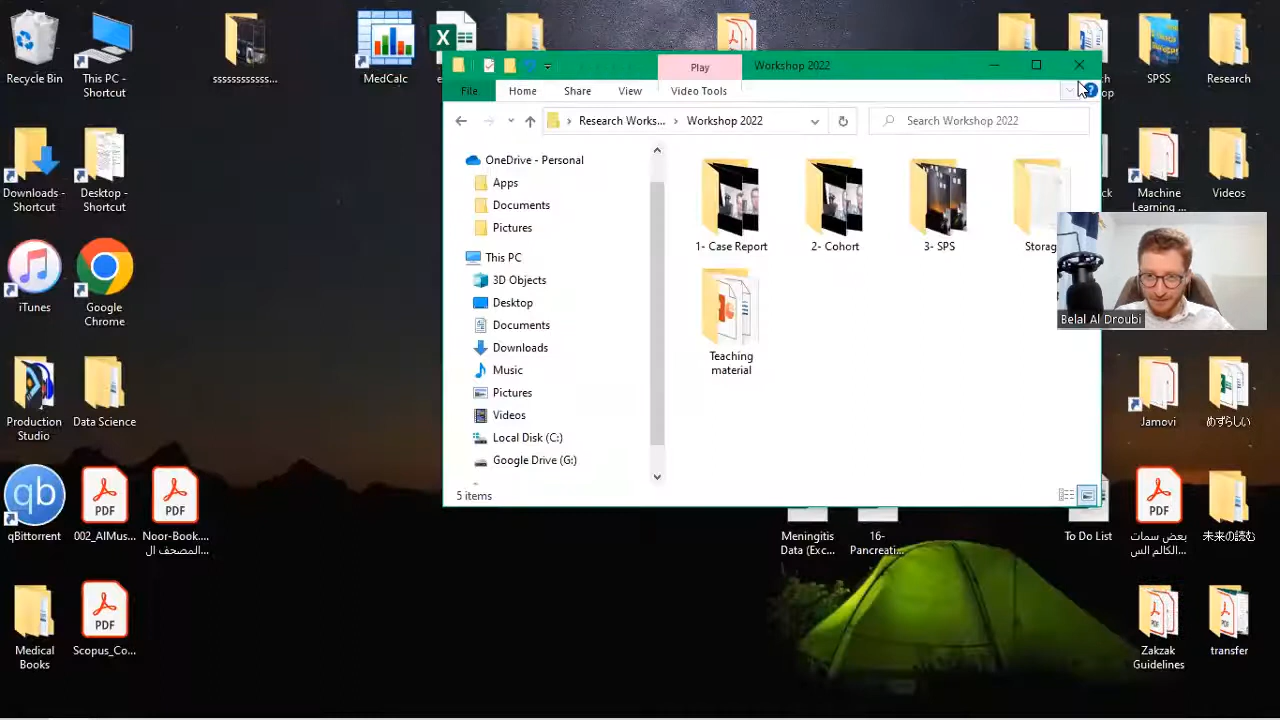 Recycle Bin
This PC -
Shortcut
sssssssssss...
MedCalc
SPSS
Research
Downloads -
Shortcut
Desktop -
Shortcut
Machine
Learning ...
Videos
iTunes
Google
Chrome
Production
Studio
Data Science
Jamovi
めずらしい
qBittorrent
PDF
002_AlMus...
PDF
Noor-Book....
المصحف ال...
Meningitis
Data (Exc...
16-
Pancreati...
To Do List
PDF
بعض سمات
الكالم الس...
未来の読む
Medical
Books
PDF
Scopus_Co...
Zakzak
Guidelines
transfer
Play
Workshop 2022
File
Home
Share
View
Video Tools
Research Works...
Workshop 2022
Search Workshop 2022
OneDrive - Personal
Apps
Documents
Pictures
This PC
3D Objects
Desktop
Documents
Downloads
Music
Pictures
Videos
Local Disk (C:)
Google Drive (G:)
1- Case Report
2- Cohort
3- SPS
Storag
Teaching
material
5 items
Belal Al Droubi